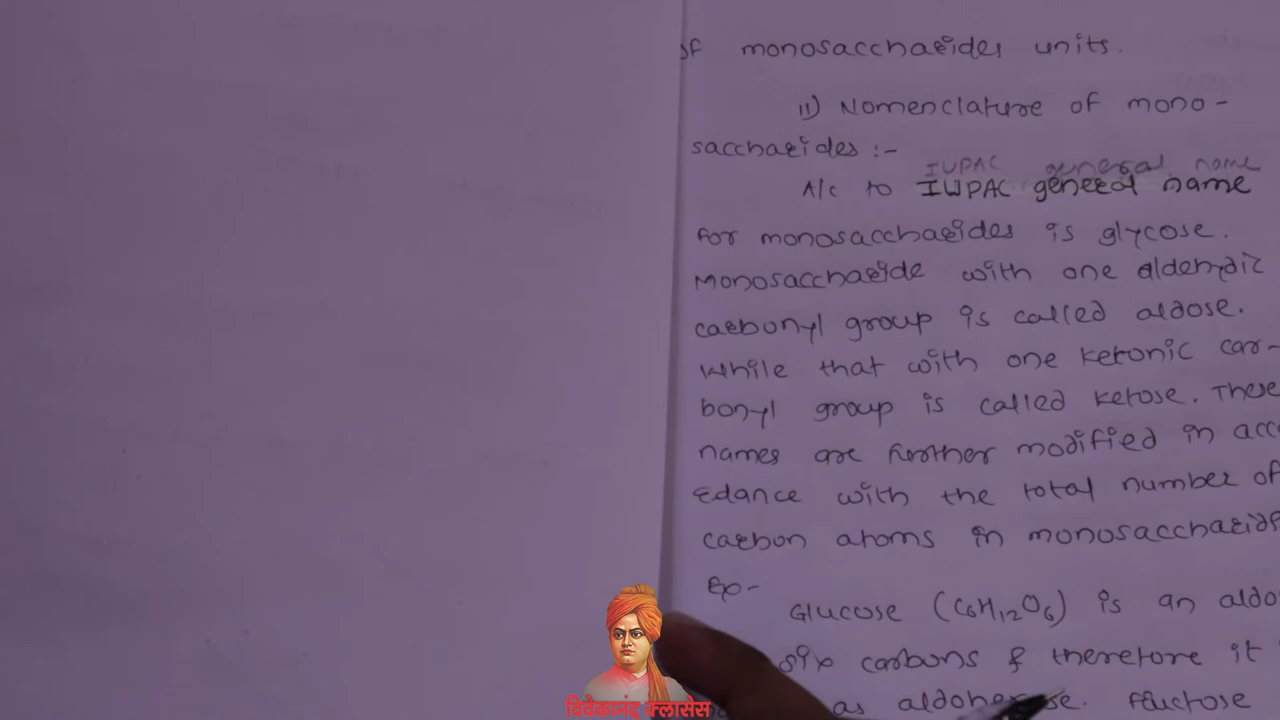 of monosaccharides units.
11) Nomenclature of mono-
saccharides :-
IUPAC general name
A/c to IUPAC general name
for monosaccharides is glycose.
Monosaccharide with one aldehydic
carbonyl group is called aldose.
While that with one ketonic car-
bonyl group is called ketose. These
names are further modified in acc
rdance with the total number of
carbon atoms in monosaccharide
Ex-
Glucose (C6H12O6) is an aldo
six carbons & therefore it
as aldohexose. Fructose
विवेकानंद क्लासेस